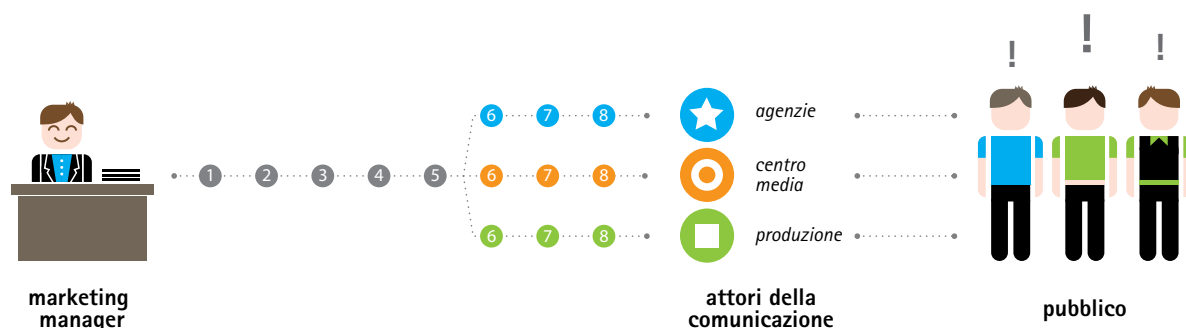 ! ! !
6 7 8 agenzie
1 2 3 4 5 6 7 8 centro
media
6 7 8 produzione
marketing
manager
attori della
comunicazione
pubblico